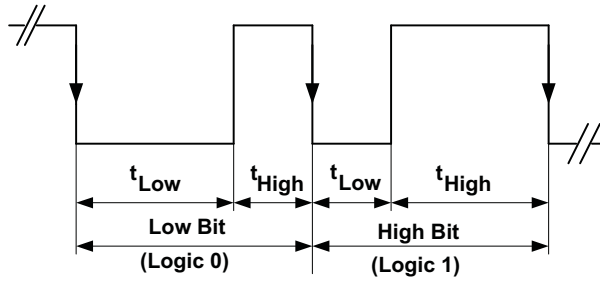 tLow tHigh tLow tHigh
Low Bit High Bit
(Logic 0) (Logic 1)